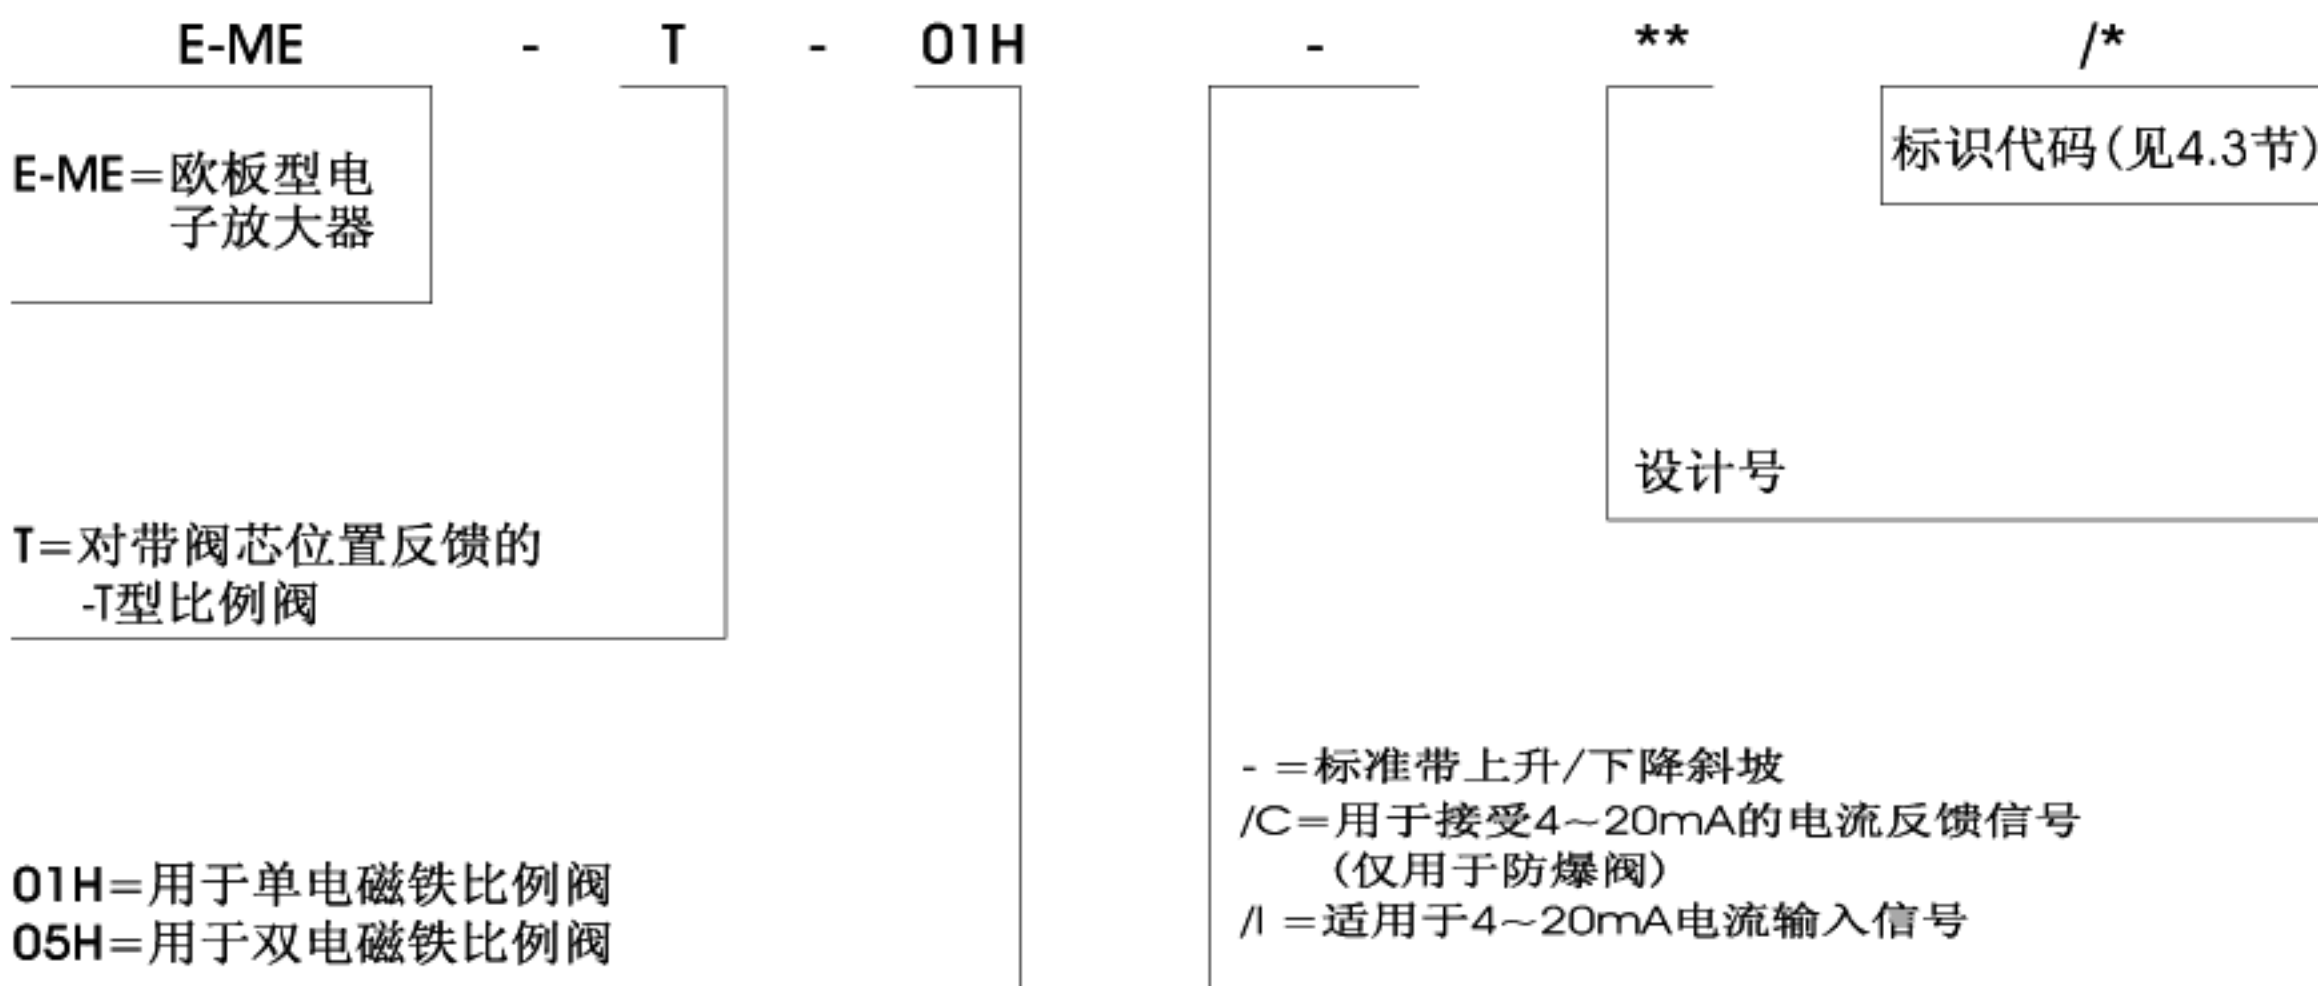 E-ME - T - 01H - ** /*
E-ME=欧板型电
子放大器
标识代码(见4.3节)
设计号
T=对带阀芯位置反馈的
-T型比例阀
- =标准带上升/下降斜坡
/C=用于接受4~20mA的电流反馈信号
(仅用于防爆阀)
/I =适用于4~20mA电流输入信号
01H=用于单电磁铁比例阀
05H=用于双电磁铁比例阀